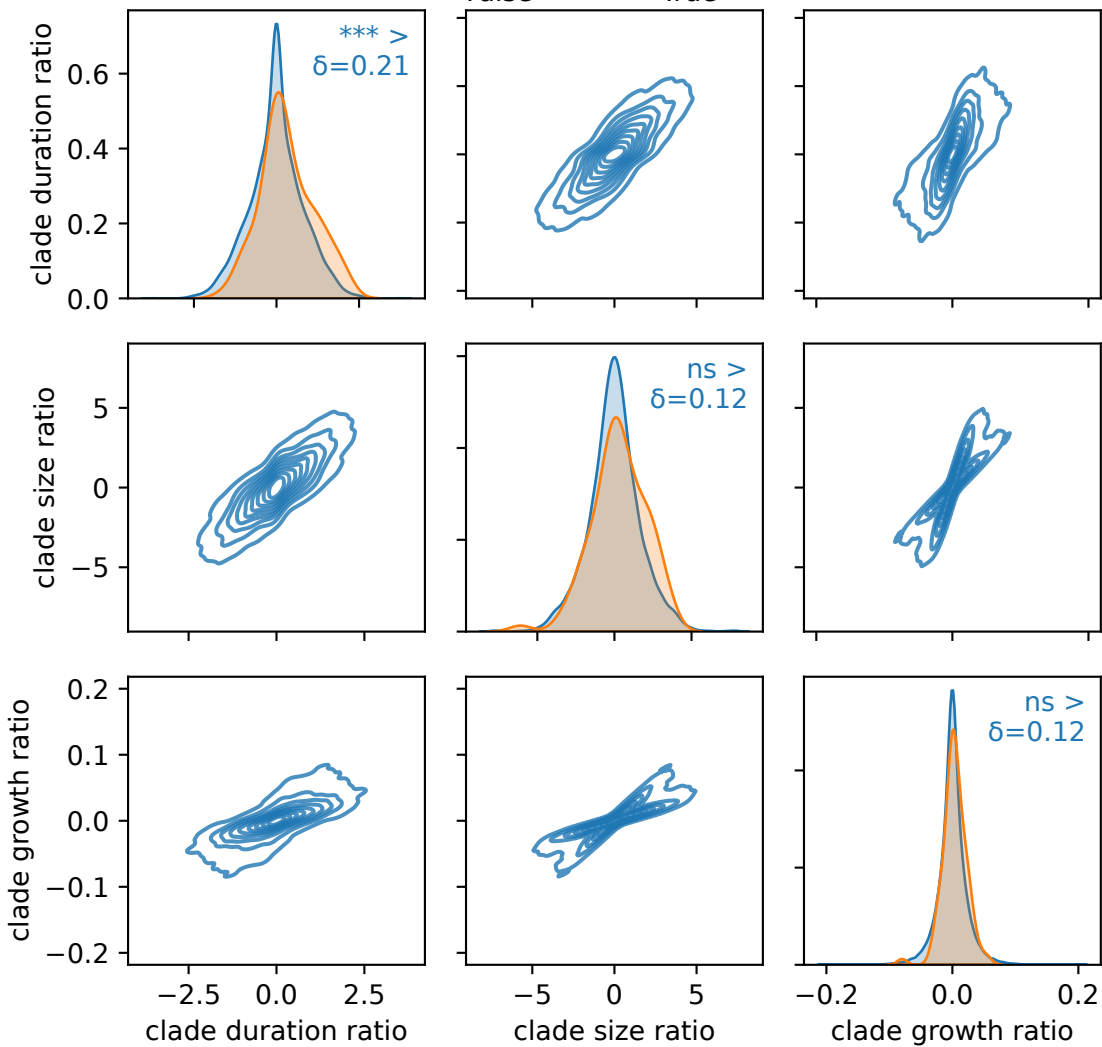 0.6
0.4
0.2
0.0
clade duration ratio
*** >
δ=0.21
5
0
−5
clade size ratio
ns >
δ=0.12
0.2
0.1
0.0
−0.1
−0.2
clade growth ratio
ns >
δ=0.12
−2.5 0.0 2.5
clade duration ratio
−5 0 5
clade size ratio
−0.2 0.0 0.2
clade growth ratio